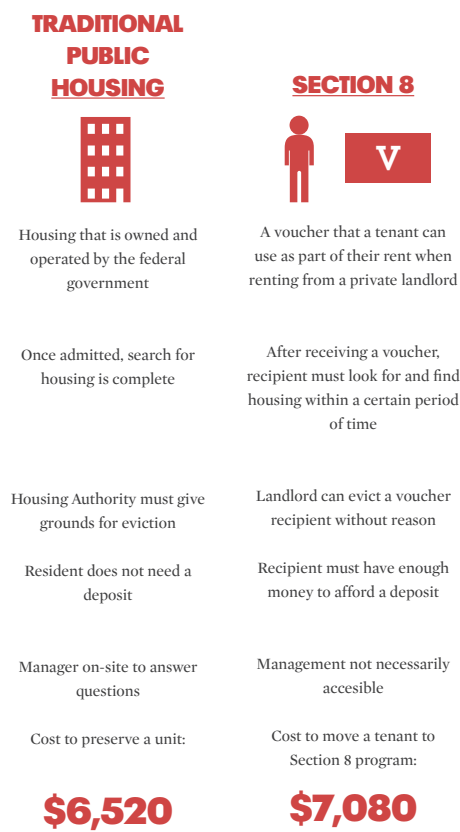 TRADITIONAL
PUBLIC
HOUSING
Housing that is owned and
operated by the federal
government
Once admitted, search for
housing is complete
Housing Authority must give
grounds for eviction
Resident does not need a
deposit
Manager on-site to answer
questions
Cost to preserve a unit:
$6,520
SECTION 8
V
A voucher that a tenant can
use as part of their rent when
renting from a private landlord
After receiving a voucher,
recipient must look for and find
housing within a certain period
of time
Landlord can evict a voucher
recipient without reason
Recipient must have enough
money to afford a deposit
Management not necessarily
accesible
Cost to move a tenant to
Section 8 program:
$7,080